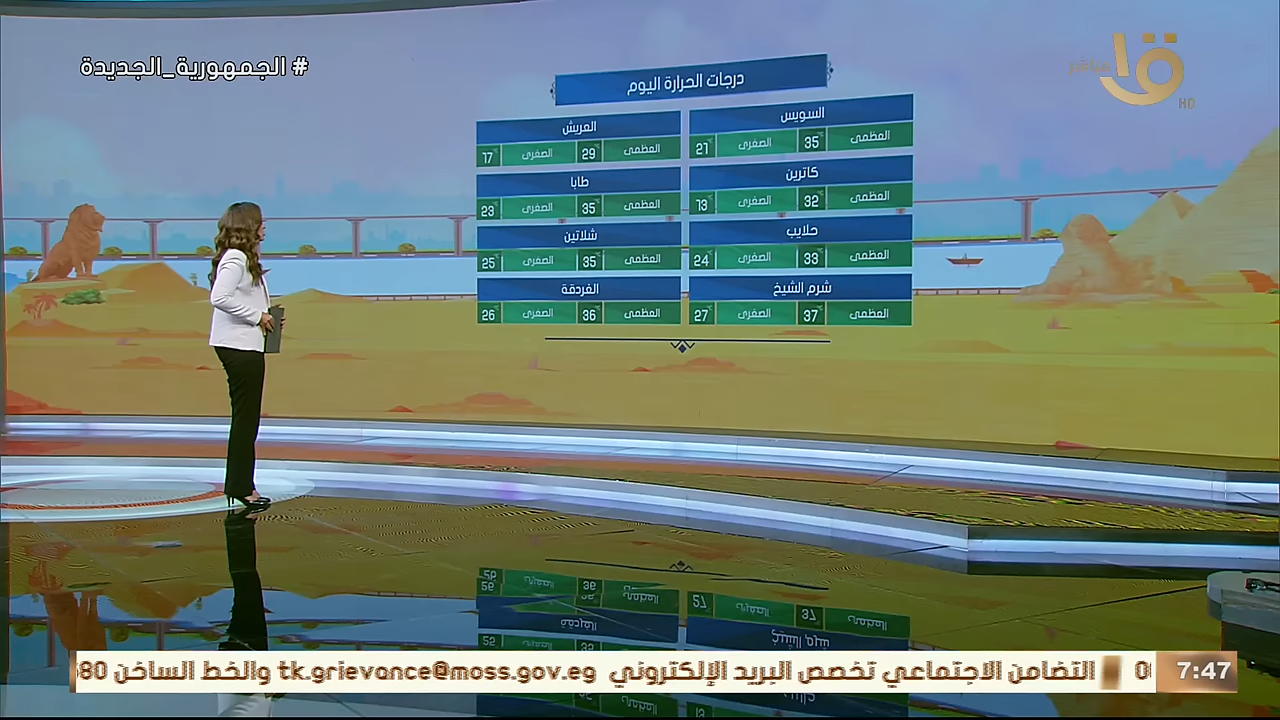 # الجمهورية_الجديدة
مباشر
HD
درجات الحرارة اليوم
السويس
العظمى 35 الصغرى 21
العريش
العظمى 29 الصغرى 17
كاترين
العظمى 32 الصغرى 13
طابا
العظمى 35 الصغرى 23
حلايب
العظمى 33 الصغرى 24
شلاتين
العظمى 35 الصغرى 25
شرم الشيخ
العظمى 37 الصغرى 27
الغردقة
العظمى 36 الصغرى 26
التضامن الاجتماعي تخصص البريد الإلكتروني tk.grievance@moss.gov.eg والخط الساخن
7:47